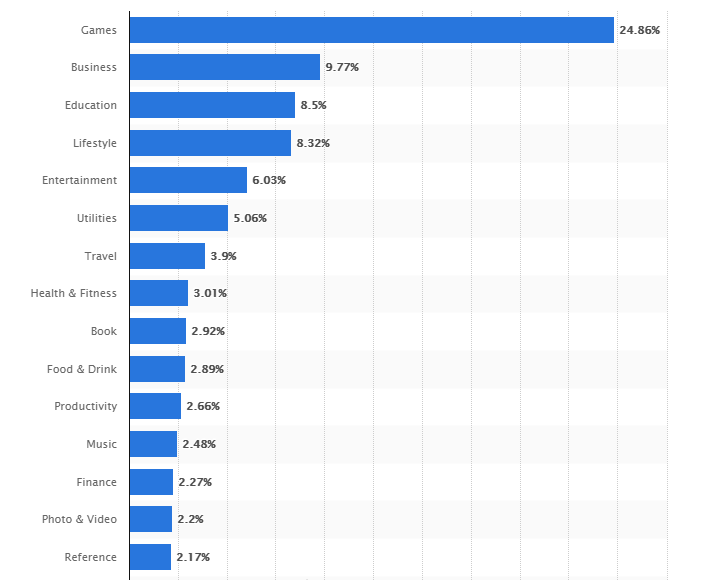 Games 24.86%
Business 9.77%
Education 8.5%
Lifestyle 8.32%
Entertainment 6.03%
Utilities 5.06%
Travel 3.9%
Health & Fitness 3.01%
Book 2.92%
Food & Drink 2.89%
Productivity 2.66%
Music 2.48%
Finance 2.27%
Photo & Video 2.2%
Reference 2.17%